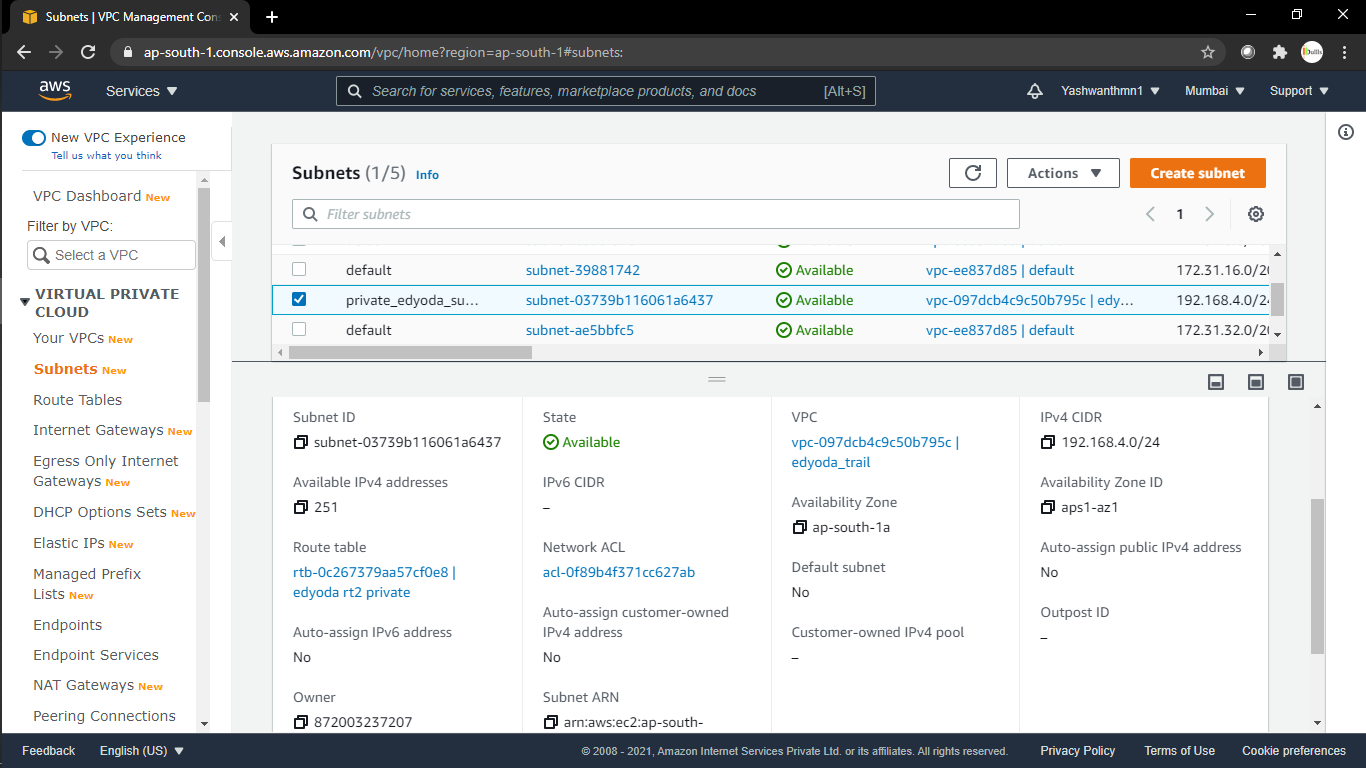 Subnets | VPC Management Con
ap-south-1.console.aws.amazon.com/vpc/home?region=ap-south-1#subnets:
aws
Services
Search for services, features, marketplace products, and docs [Alt+S]
Yashwanthmn1
Mumbai
Support
New VPC Experience
Tell us what you think
VPC Dashboard New
Filter by VPC:
Select a VPC
VIRTUAL PRIVATE
CLOUD
Your VPCs New
Subnets New
Route Tables
Internet Gateways New
Egress Only Internet
Gateways New
DHCP Options Sets New
Elastic IPs New
Managed Prefix
Lists New
Endpoints
Endpoint Services
NAT Gateways New
Peering Connections
Subnets (1/5) Info
Actions
Create subnet
Filter subnets
1
default subnet-39881742 Available vpc-ee837d85 | default 172.31.16.0/20
private_edyoda_su... subnet-03739b116061a6437 Available vpc-097dcb4c9c50b795c | edy... 192.168.4.0/24
default subnet-ae5bbfc5 Available vpc-ee837d85 | default 172.31.32.0/20
Subnet ID
subnet-03739b116061a6437
Available IPv4 addresses
251
Route table
rtb-0c267379aa57cf0e8 |
edyoda rt2 private
Auto-assign IPv6 address
No
Owner
872003237207
State
Available
IPv6 CIDR
–
Network ACL
acl-0f89b4f371cc627ab
Auto-assign customer-owned
IPv4 address
No
Subnet ARN
arn:aws:ec2:ap-south-
VPC
vpc-097dcb4c9c50b795c |
edyoda_trail
Availability Zone
ap-south-1a
Default subnet
No
Customer-owned IPv4 pool
–
IPv4 CIDR
192.168.4.0/24
Availability Zone ID
aps1-az1
Auto-assign public IPv4 address
No
Outpost ID
–
Feedback
English (US)
© 2008 - 2021, Amazon Internet Services Private Ltd. or its affiliates. All rights reserved.
Privacy Policy
Terms of Use
Cookie preferences